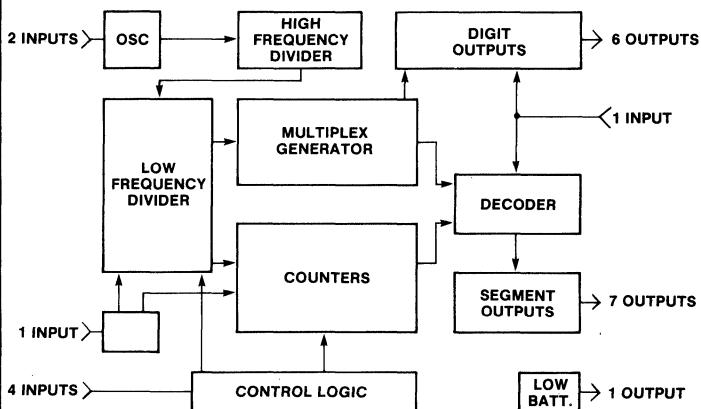 2 INPUTS
OSC
HIGH
FREQUENCY
DIVIDER
DIGIT
OUTPUTS
6 OUTPUTS
1 INPUT
LOW
FREQUENCY
DIVIDER
MULTIPLEX
GENERATOR
DECODER
COUNTERS
SEGMENT
OUTPUTS
7 OUTPUTS
1 INPUT
4 INPUTS
CONTROL LOGIC
LOW
BATT.
1 OUTPUT